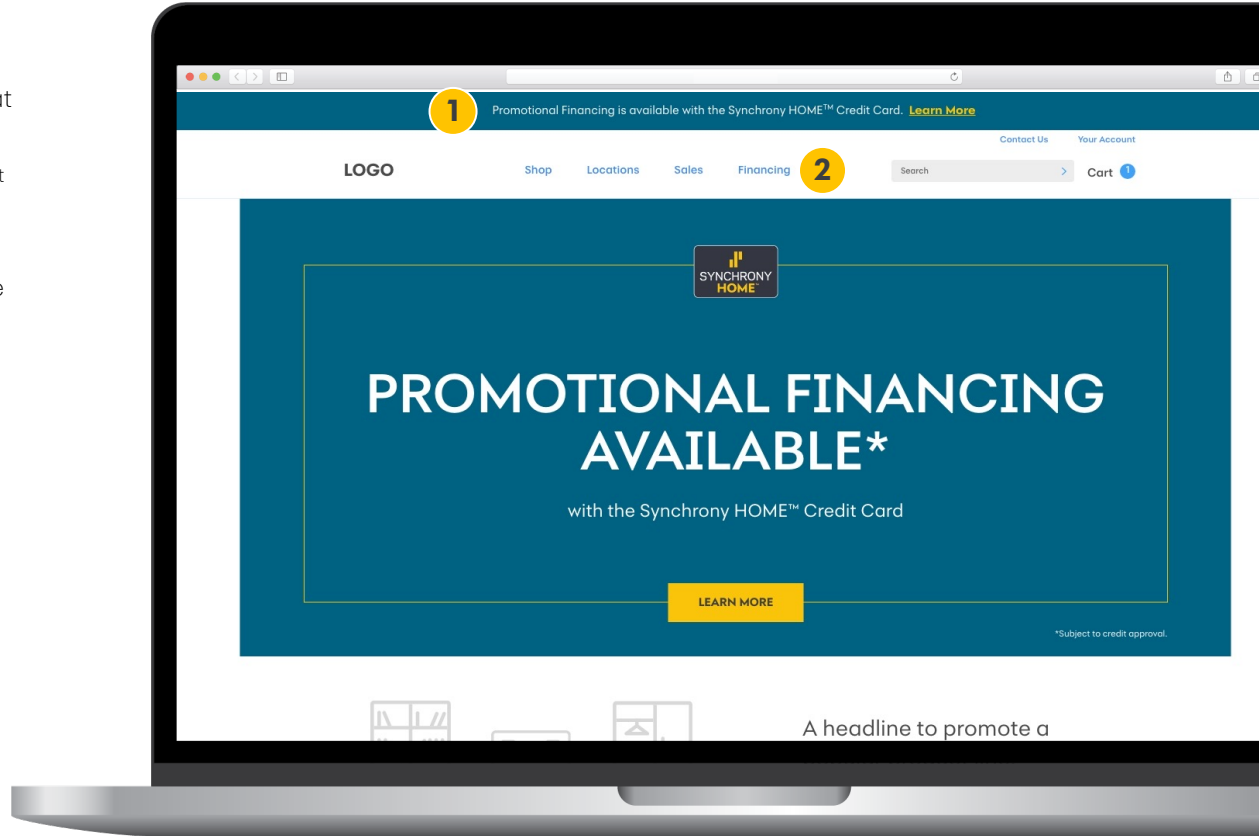 at
t
e
1
Promotional Financing is available with the Synchrony HOME™ Credit Card. Learn More
Contact Us Your Account
LOGO Shop Locations Sales Financing 2 Search Cart 1
SYNCHRONY
HOME™
PROMOTIONAL FINANCING
AVAILABLE*
with the Synchrony HOME™ Credit Card
LEARN MORE
*Subject to credit approval.
A headline to promote a